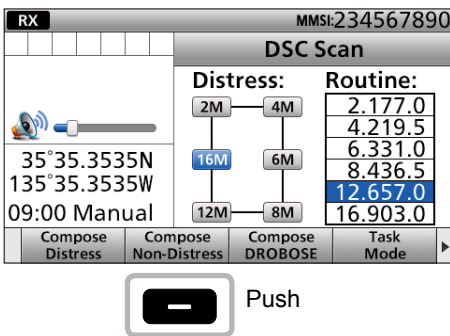 RX
MMSI:234567890
DSC Scan
Distress:
Routine:
2M
4M
16M
6M
12M
8M
2.177.0
4.219.5
6.331.0
8.436.5
12.657.0
16.903.0
35°35.3535N
135°35.3535W
09:00 Manual
Compose
Distress
Compose
Non-Distress
Compose
DROBOSE
Task
Mode
Push